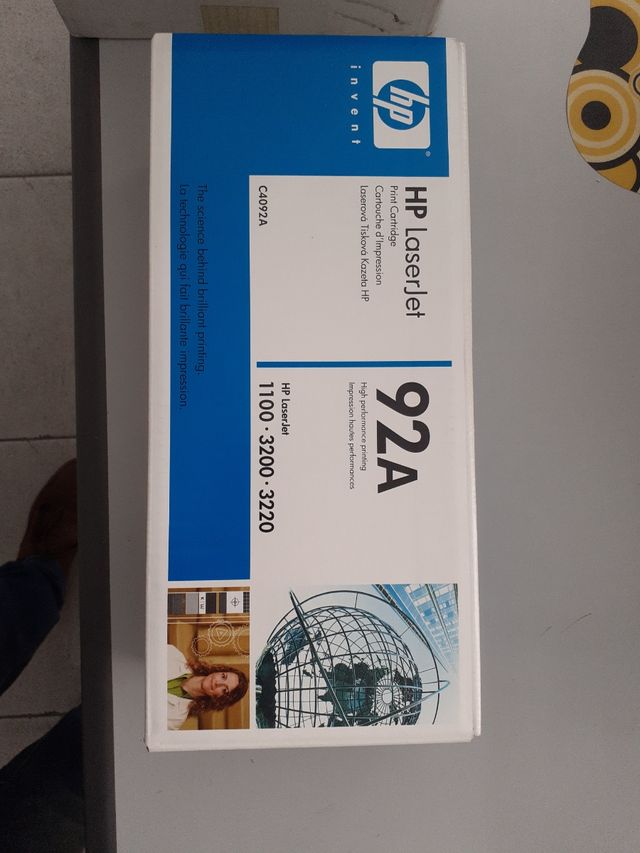 hp
invent
HP LaserJet
Print Cartridge
Cartouche d'Impression
Laserová Tisková Kazeta HP
C4092A
92A
High performance printing
Impression hautes performances
HP LaserJet
1100 · 3200 · 3220
The science behind brilliant printing.
La technologie qui fait brillante impression.